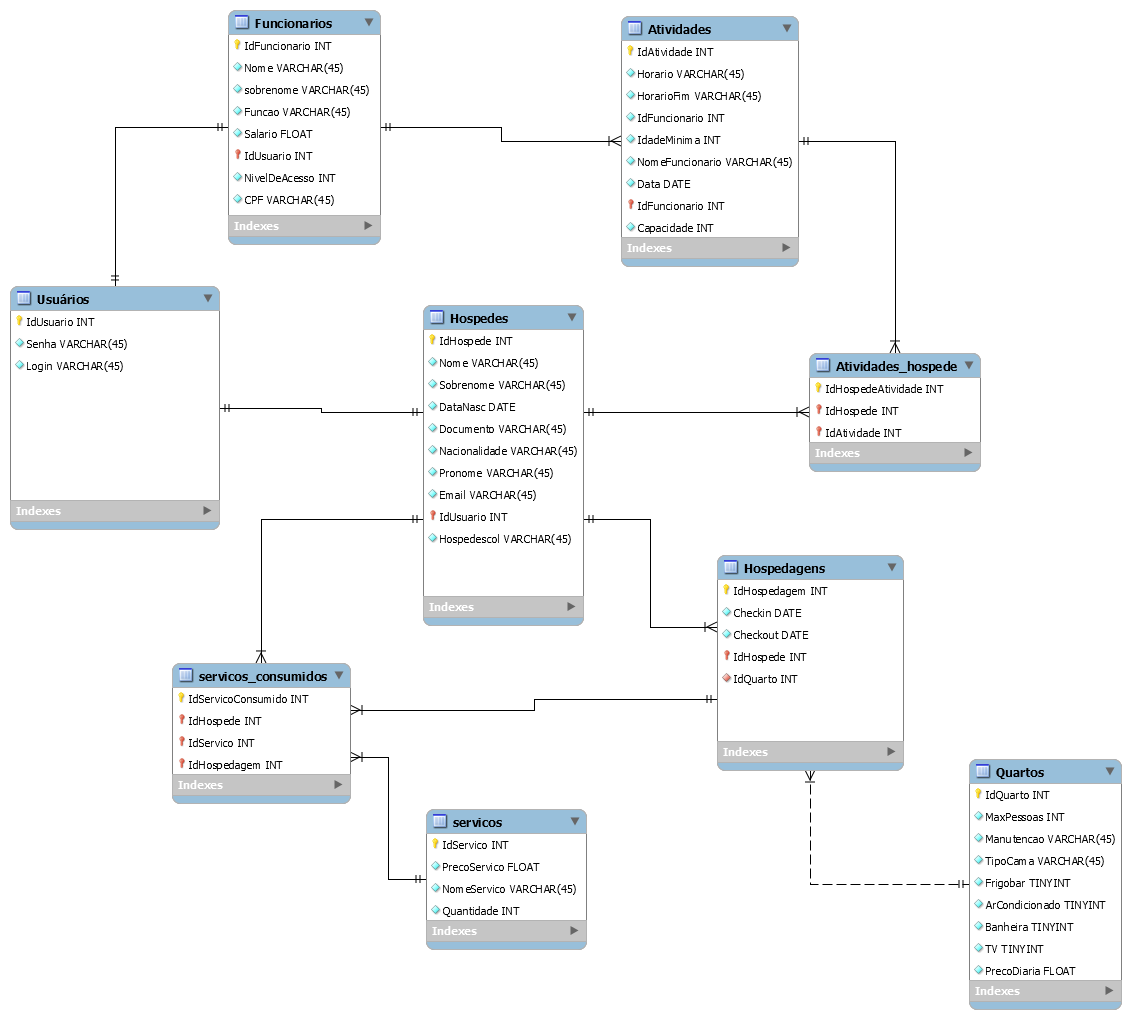 Funcionarios
IdFuncionario INT
Nome VARCHAR(45)
sobrenome VARCHAR(45)
Funcao VARCHAR(45)
Salario FLOAT
IdUsuario INT
NivelDeAcesso INT
CPF VARCHAR(45)
Indexes
Atividades
IdAtividade INT
Horario VARCHAR(45)
HorarioFim VARCHAR(45)
IdFuncionario INT
IdadeMinima INT
NomeFuncionario VARCHAR(45)
Data DATE
IdFuncionario INT
Capacidade INT
Indexes
Usuários
IdUsuario INT
Senha VARCHAR(45)
Login VARCHAR(45)
Indexes
Hospedes
IdHospede INT
Nome VARCHAR(45)
Sobrenome VARCHAR(45)
DataNasc DATE
Documento VARCHAR(45)
Nacionalidade VARCHAR(45)
Pronome VARCHAR(45)
Email VARCHAR(45)
IdUsuario INT
Hospedescol VARCHAR(45)
Indexes
Atividades_hospede
IdHospedeAtividade INT
IdHospede INT
IdAtividade INT
Indexes
Hospedagens
IdHospedagem INT
Checkin DATE
Checkout DATE
IdHospede INT
IdQuarto INT
Indexes
servicos_consumidos
IdServicoConsumido INT
IdHospede INT
IdServico INT
IdHospedagem INT
Indexes
servicos
IdServico INT
PrecoServico FLOAT
NomeServico VARCHAR(45)
Quantidade INT
Indexes
Quartos
IdQuarto INT
MaxPessoas INT
Manutencao VARCHAR(45)
TipoCama VARCHAR(45)
Frigobar TINYINT
ArCondicionado TINYINT
Banheira TINYINT
TV TINYINT
PrecoDiaria FLOAT
Indexes